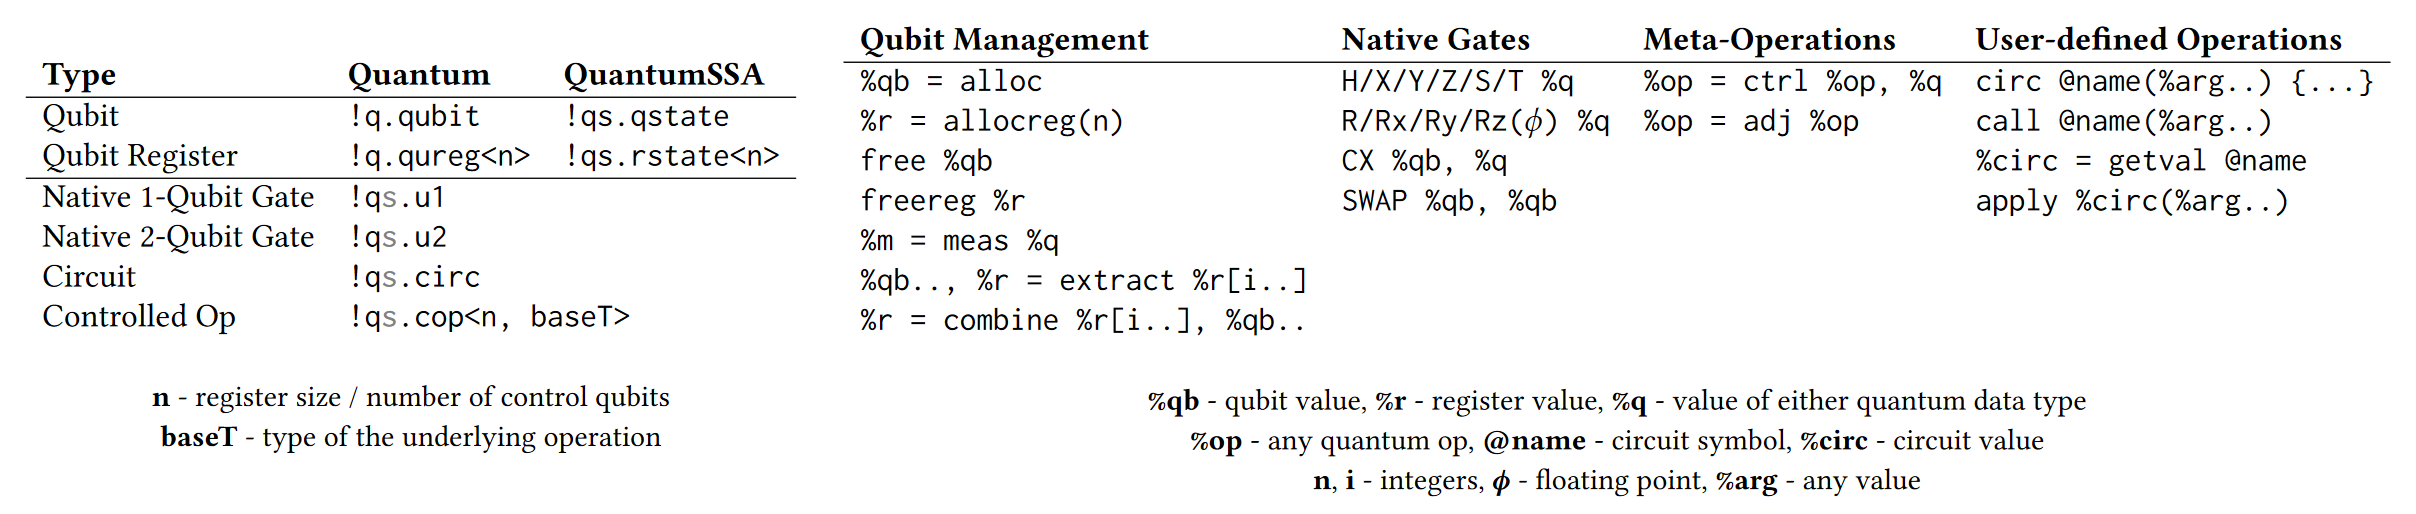 Type Quantum QuantumSSA
Qubit !q.qubit !qs.qstate
Qubit Register !q.qureg<n> !qs.rstate<n>
Native 1-Qubit Gate !qs.u1
Native 2-Qubit Gate !qs.u2
Circuit !qs.circ
Controlled Op !qs.cop<n, baseT>
n - register size / number of control qubits
baseT - type of the underlying operation
Qubit Management Native Gates Meta-Operations User-defined Operations
%qb = alloc H/X/Y/Z/S/T %q %op = ctrl %op, %q circ @name(%arg..) {...}
%r = allocreg(n) R/Rx/Ry/Rz(ϕ) %q %op = adj %op call @name(%arg..)
free %qb CX %qb, %q %circ = getval @name
freereg %r SWAP %qb, %qb apply %circ(%arg..)
%m = meas %q
%qb.., %r = extract %r[i..]
%r = combine %r[i..], %qb..
%qb - qubit value, %r - register value, %q - value of either quantum data type
%op - any quantum op, @name - circuit symbol, %circ - circuit value
n, i - integers, ϕ - floating point, %arg - any value